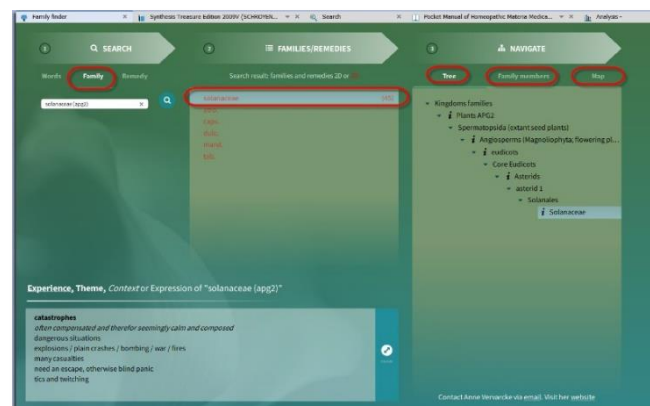 Family finder
Synthesis Treasure Edition 2009V (SCHROYEN...
Search
Pocket Manual of Homeopathic Materia Medica...
Analysis -
SEARCH
FAMILIES/REMEDIES
NAVIGATE
Words
Family
Remedy
Search result: families and remedies 2D or
Tree
Family members
Map
solanaceae (apg2)
solanaceae
Kingdoms families
Plants APG2
Spermatopsida (extant seed plants)
Angiosperms (Magnoliophyta; flowering pl...
eudicots
Core Eudicots
Asterids
asterid 1
Solanales
Solanaceae
Experience, Theme, Context or Expression of "solanaceae (apg2)"
catastrophes
often compensated and therefor seemingly calm and composed
dangerous situations
explosions / plain crashes / bombing / war / fires
many casualties
need an escape, otherwise blind panic
tics and twitching
Contact Anne Vervarcke via email. Visit her website